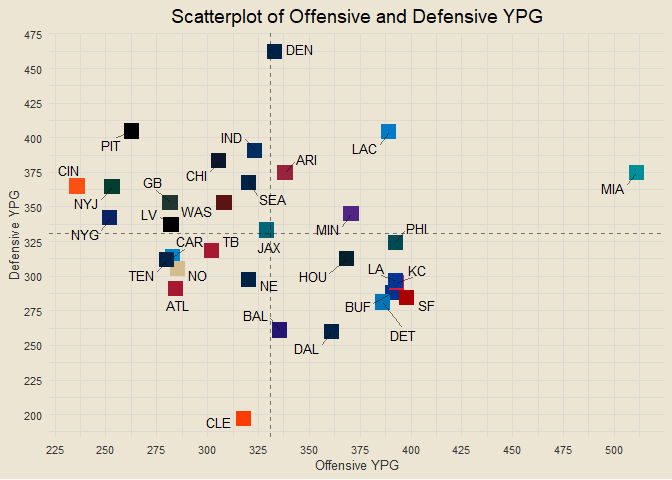 Scatterplot of Offensive and Defensive YPG
475
DEN
450
425
400
PIT
IND
LAC
CHI
ARI
375
CIN
GB
SEA
MIA
NYJ
350
LV
WAS
NYG
MIN
PHI
325
CAR
TB
JAX
300
TEN
NO
NE
HOU
LA
KC
275
ATL
BUF
SF
BAL
DET
250
DAL
225
200
CLE
225
250
275
300
325
350
375
400
425
450
475
500
Offensive YPG
Defensive YPG